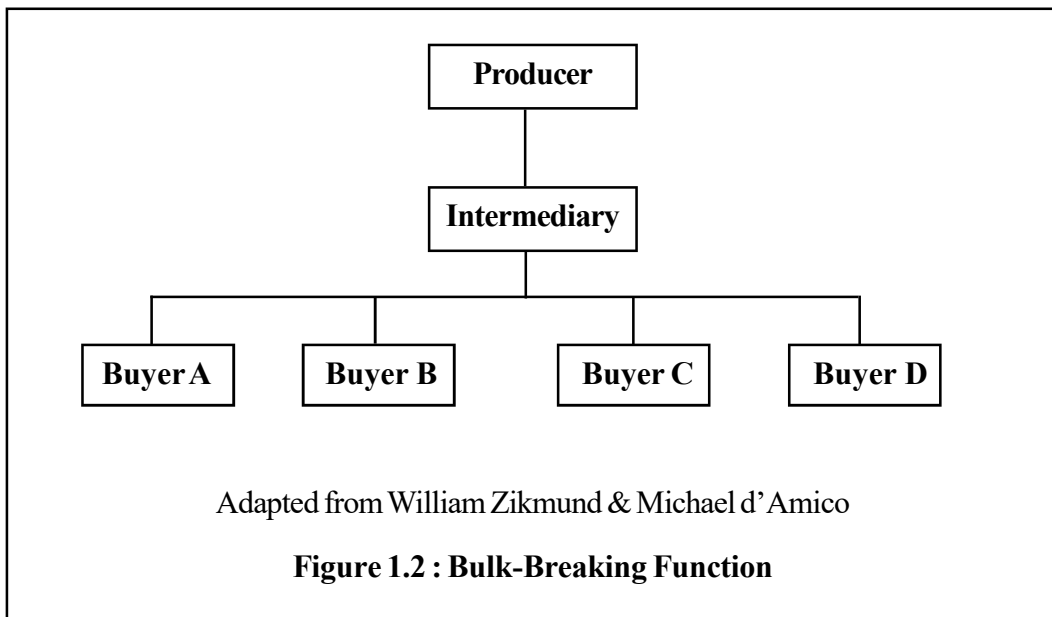 Producer
Intermediary
Buyer A
Buyer B
Buyer C
Buyer D
Adapted from William Zikmund & Michael d’Amico
Figure 1.2 : Bulk-Breaking Function